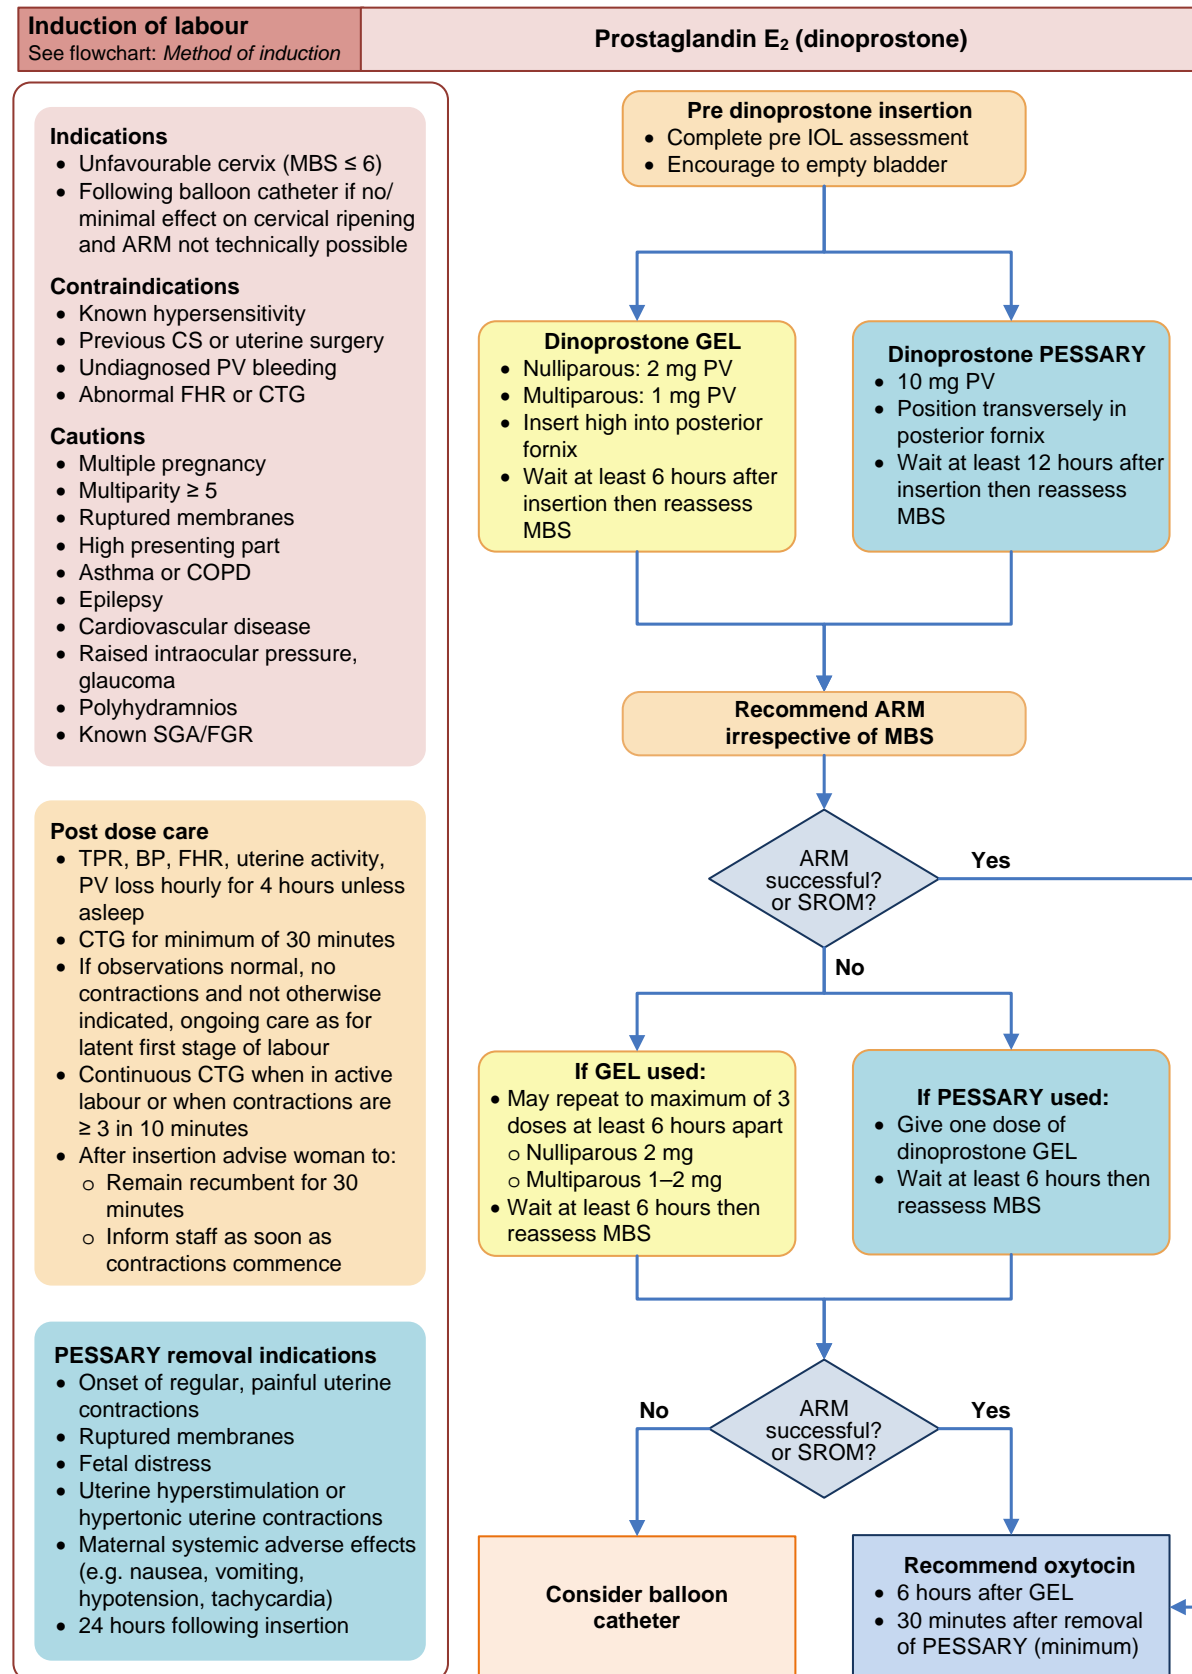 Induction of labour
See flowchart: Method of induction
Prostaglandin E₂ (dinoprostone)
Indications
• Unfavourable cervix (MBS ≤ 6)
• Following balloon catheter if no/
minimal effect on cervical ripening
and ARM not technically possible
Contraindications
• Known hypersensitivity
• Previous CS or uterine surgery
• Undiagnosed PV bleeding
• Abnormal FHR or CTG
Cautions
• Multiple pregnancy
• Multiparity ≥ 5
• Ruptured membranes
• High presenting part
• Asthma or COPD
• Epilepsy
• Cardiovascular disease
• Raised intraocular pressure,
glaucoma
• Polyhydramnios
• Known SGA/FGR
Post dose care
• TPR, BP, FHR, uterine activity,
PV loss hourly for 4 hours unless
asleep
• CTG for minimum of 30 minutes
• If observations normal, no
contractions and not otherwise
indicated, ongoing care as for
latent first stage of labour
• Continuous CTG when in active
labour or when contractions are
≥ 3 in 10 minutes
• After insertion advise woman to:
o Remain recumbent for 30
minutes
o Inform staff as soon as
contractions commence
PESSARY removal indications
• Onset of regular, painful uterine
contractions
• Ruptured membranes
• Fetal distress
• Uterine hyperstimulation or
hypertonic uterine contractions
• Maternal systemic adverse effects
(e.g. nausea, vomiting,
hypotension, tachycardia)
• 24 hours following insertion
Pre dinoprostone insertion
• Complete pre IOL assessment
• Encourage to empty bladder
Dinoprostone GEL
• Nulliparous: 2 mg PV
• Multiparous: 1 mg PV
• Insert high into posterior
fornix
• Wait at least 6 hours after
insertion then reassess
MBS
Dinoprostone PESSARY
• 10 mg PV
• Position transversely in
posterior fornix
• Wait at least 12 hours after
insertion then reassess
MBS
Recommend ARM
irrespective of MBS
ARM
successful?
or SROM?
Yes
No
If GEL used:
• May repeat to maximum of 3
doses at least 6 hours apart
o Nulliparous 2 mg
o Multiparous 1–2 mg
• Wait at least 6 hours then
reassess MBS
If PESSARY used:
• Give one dose of
dinoprostone GEL
• Wait at least 6 hours then
reassess MBS
No
ARM
successful?
or SROM?
Yes
Consider balloon
catheter
Recommend oxytocin
• 6 hours after GEL
• 30 minutes after removal
of PESSARY (minimum)